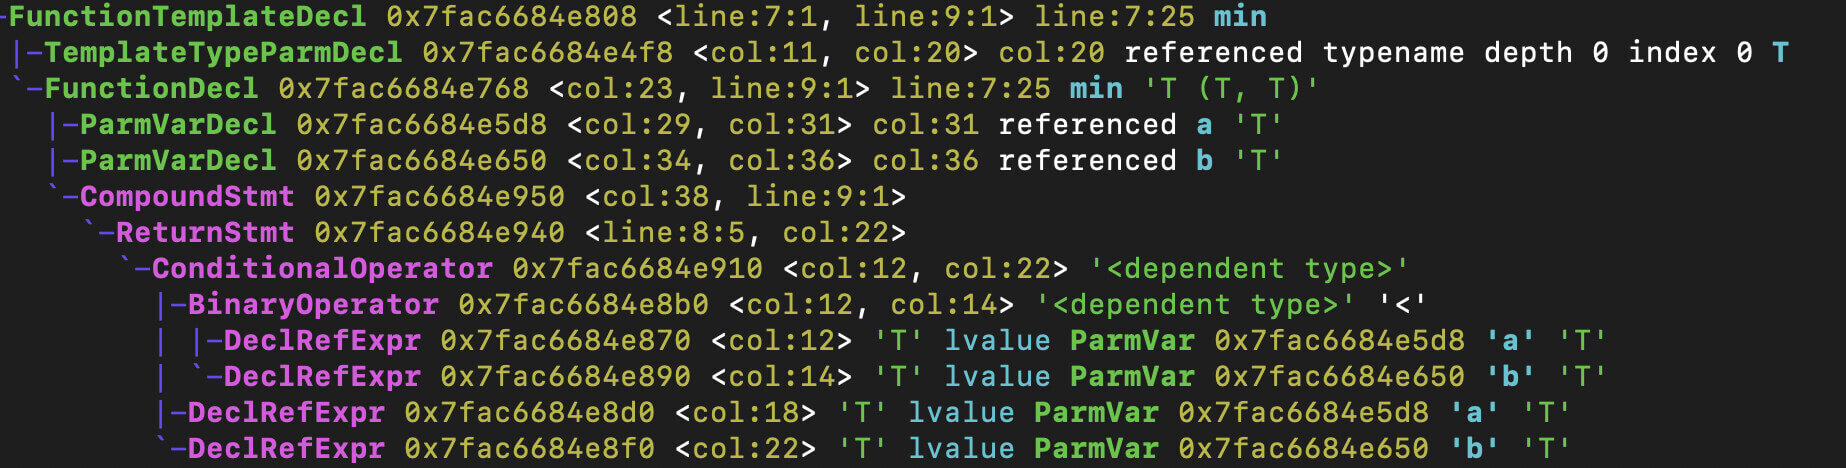 -FunctionTemplateDecl 0x7fac6684e808 <line:7:1, line:9:1> line:7:25 min
|-TemplateTypeParmDecl 0x7fac6684e4f8 <col:11, col:20> col:20 referenced typename depth 0 index 0 T
`-FunctionDecl 0x7fac6684e768 <col:23, line:9:1> line:7:25 min 'T (T, T)'
  |-ParmVarDecl 0x7fac6684e5d8 <col:29, col:31> col:31 referenced a 'T'
  |-ParmVarDecl 0x7fac6684e650 <col:34, col:36> col:36 referenced b 'T'
  `-CompoundStmt 0x7fac6684e950 <col:38, line:9:1>
    `-ReturnStmt 0x7fac6684e940 <line:8:5, col:22>
      `-ConditionalOperator 0x7fac6684e910 <col:12, col:22> '<dependent type>'
        |-BinaryOperator 0x7fac6684e8b0 <col:12, col:14> '<dependent type>' '<'
        | |-DeclRefExpr 0x7fac6684e870 <col:12> 'T' lvalue ParmVar 0x7fac6684e5d8 'a' 'T'
        | `-DeclRefExpr 0x7fac6684e890 <col:14> 'T' lvalue ParmVar 0x7fac6684e650 'b' 'T'
        |-DeclRefExpr 0x7fac6684e8d0 <col:18> 'T' lvalue ParmVar 0x7fac6684e5d8 'a' 'T'
        `-DeclRefExpr 0x7fac6684e8f0 <col:22> 'T' lvalue ParmVar 0x7fac6684e650 'b' 'T'